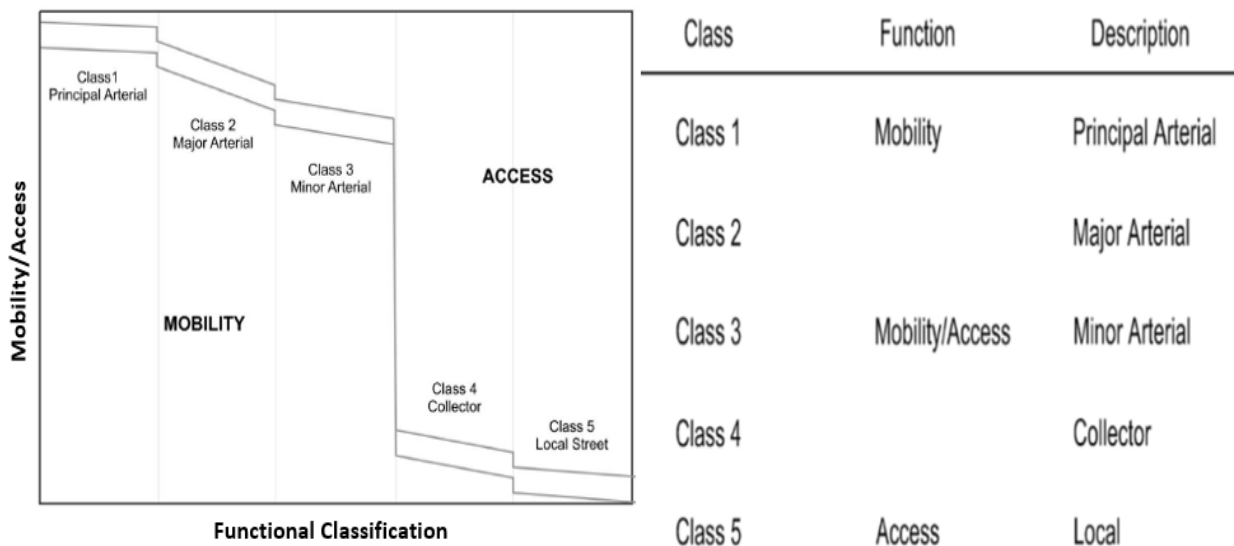 Class1
Principal Arterial
Class 2
Major Arterial
Class 3
Minor Arterial
ACCESS
MOBILITY
Class 4
Collector
Class 5
Local Street
Mobility/Access
Functional Classification
Class Function Description
Class 1 Mobility Principal Arterial
Class 2 Major Arterial
Class 3 Mobility/Access Minor Arterial
Class 4 Collector
Class 5 Access Local